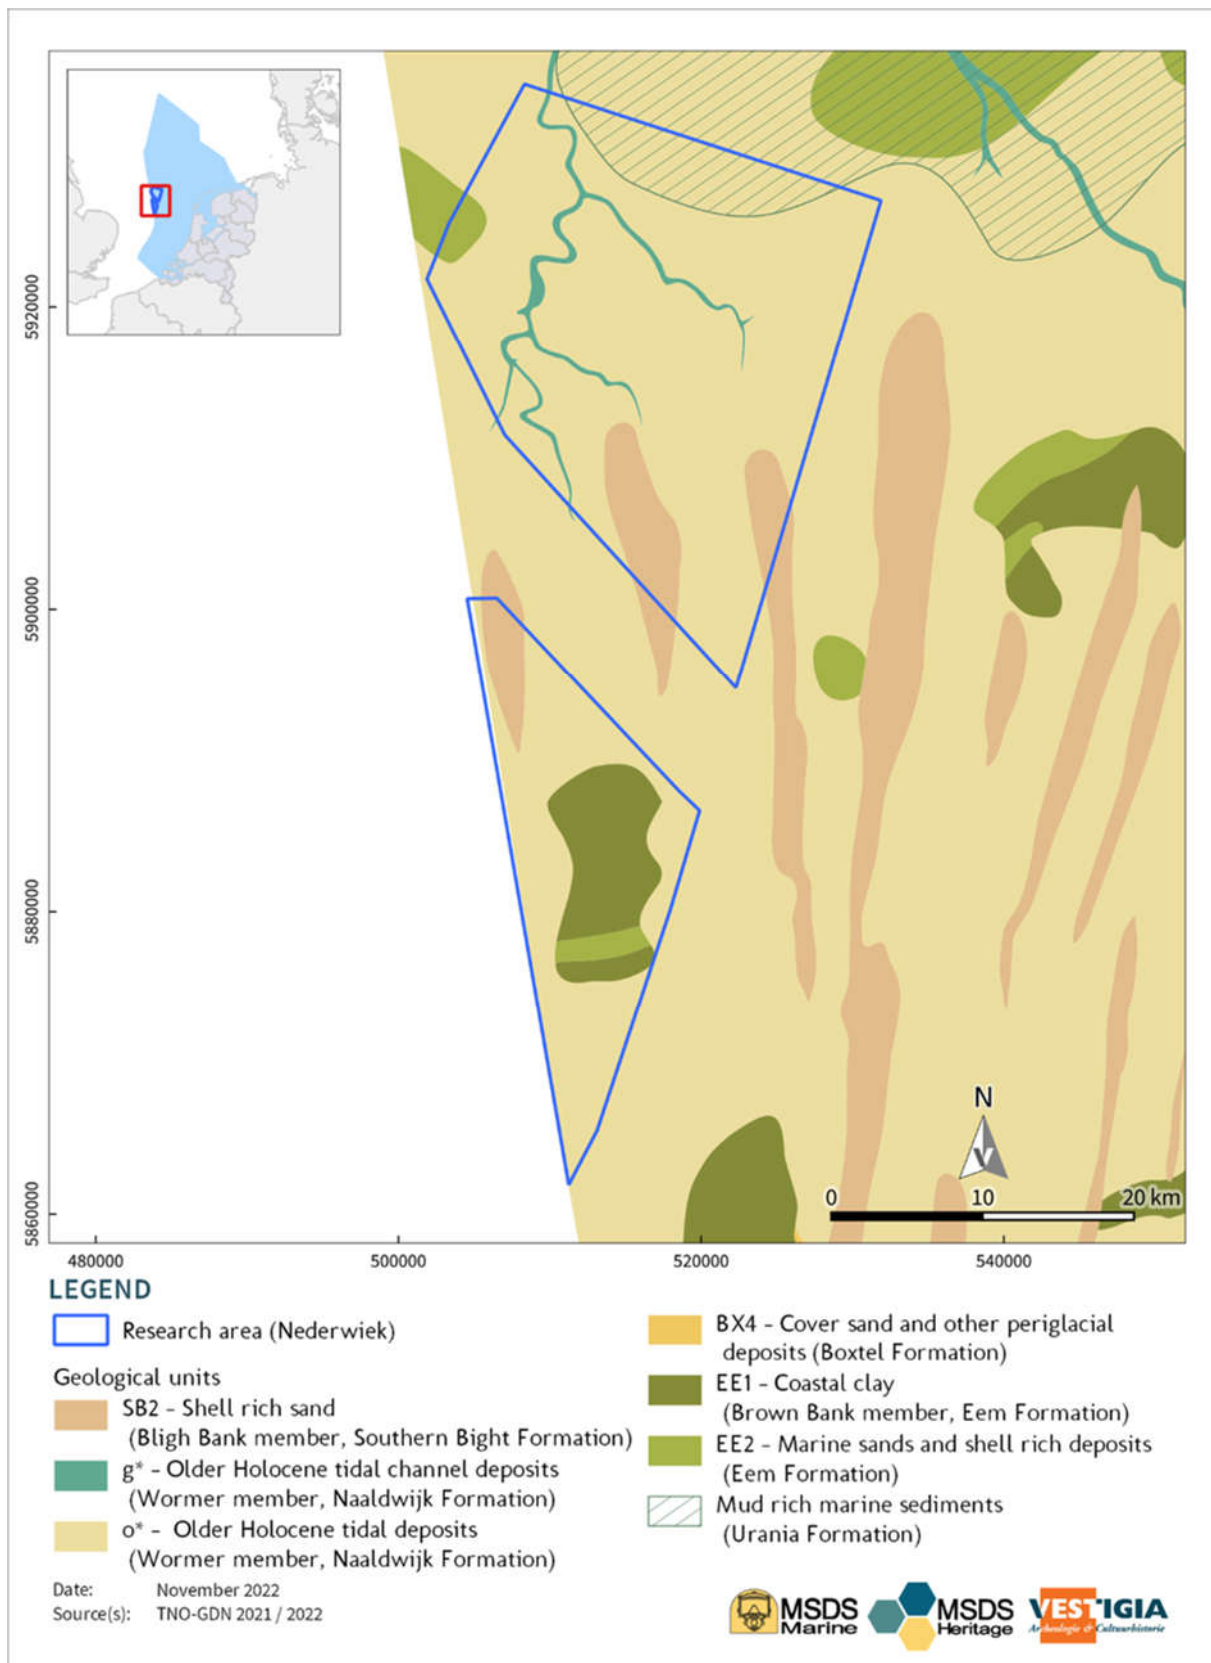 5920000
5900000
5880000
5860000
N
0 10 20 km
480000 500000 520000 540000
LEGEND
Research area (Nederwiek)
Geological units
SB2 - Shell rich sand
(Bligh Bank member, Southern Bight Formation)
g* - Older Holocene tidal channel deposits
(Wormer member, Naaldwijk Formation)
o* - Older Holocene tidal deposits
(Wormer member, Naaldwijk Formation)
BX4 - Cover sand and other periglacial
deposits (Boxtel Formation)
EE1 - Coastal clay
(Brown Bank member, Eem Formation)
EE2 - Marine sands and shell rich deposits
(Eem Formation)
Mud rich marine sediments
(Urania Formation)
Date: November 2022
Source(s): TNO-GDN 2021 / 2022
MSDS
Marine
MSDS
Heritage
VESTIGIA
Archeologie & Cultuurhistorie